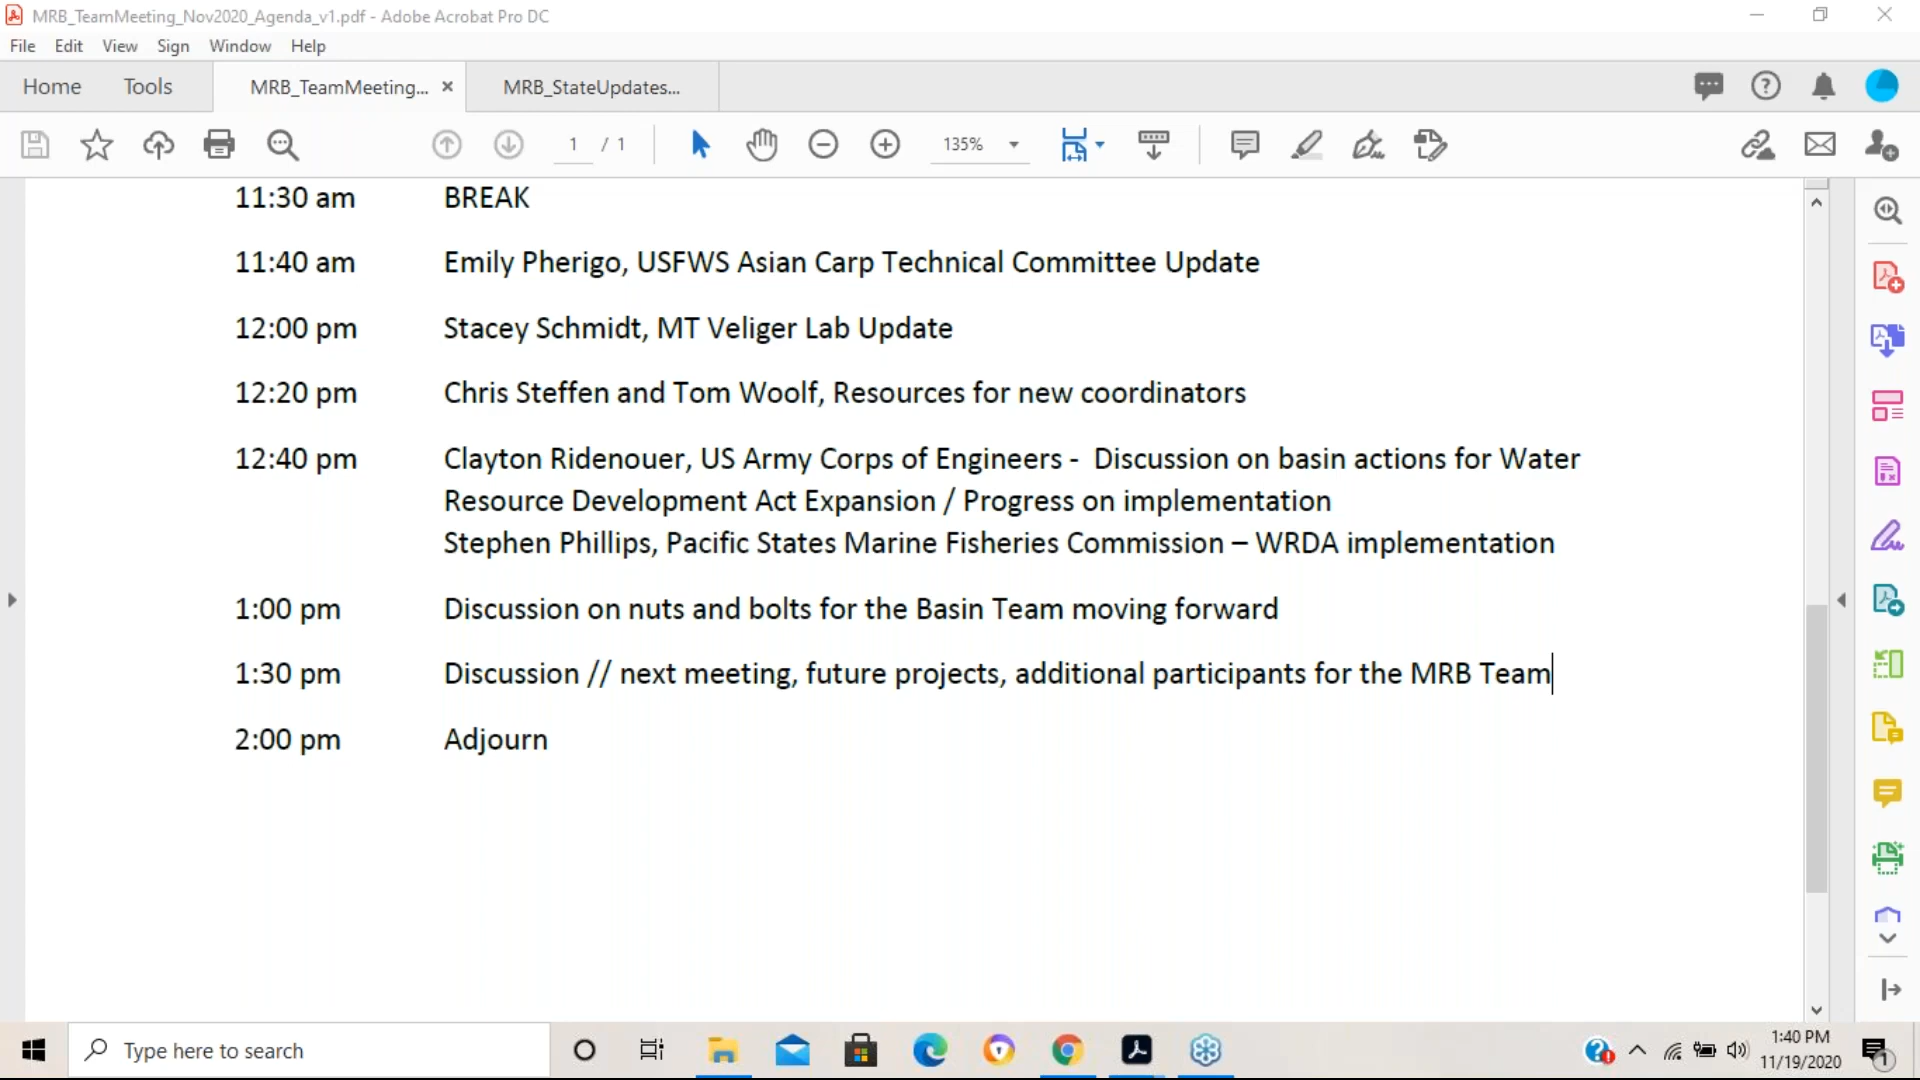 MRB_TeamMeeting_Nov2020_Agenda_v1.pdf - Adobe Acrobat Pro DC
File Edit View Sign Window Help
Home Tools MRB_TeamMeeting... × MRB_StateUpdates...
1 / 1 135%
11:30 am BREAK
11:40 am Emily Pherigo, USFWS Asian Carp Technical Committee Update
12:00 pm Stacey Schmidt, MT Veliger Lab Update
12:20 pm Chris Steffen and Tom Woolf, Resources for new coordinators
12:40 pm Clayton Ridenouer, US Army Corps of Engineers - Discussion on basin actions for Water
Resource Development Act Expansion / Progress on implementation
Stephen Phillips, Pacific States Marine Fisheries Commission – WRDA implementation
1:00 pm Discussion on nuts and bolts for the Basin Team moving forward
1:30 pm Discussion // next meeting, future projects, additional participants for the MRB Team
2:00 pm Adjourn
Type here to search
1:40 PM
11/19/2020
1